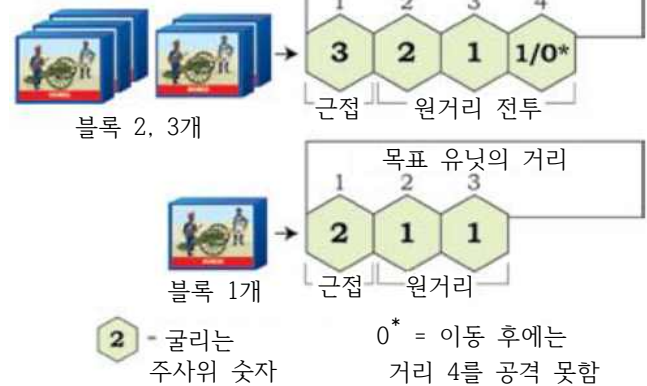 1 2 3 4
3 2 1 1/0*
근접 원거리 전투
블록 2, 3개
목표 유닛의 거리
1 2 3
2 1 1
근접 원거리
블록 1개
2 - 굴리는 주사위 숫자
0* = 이동 후에는 거리 4를 공격 못함